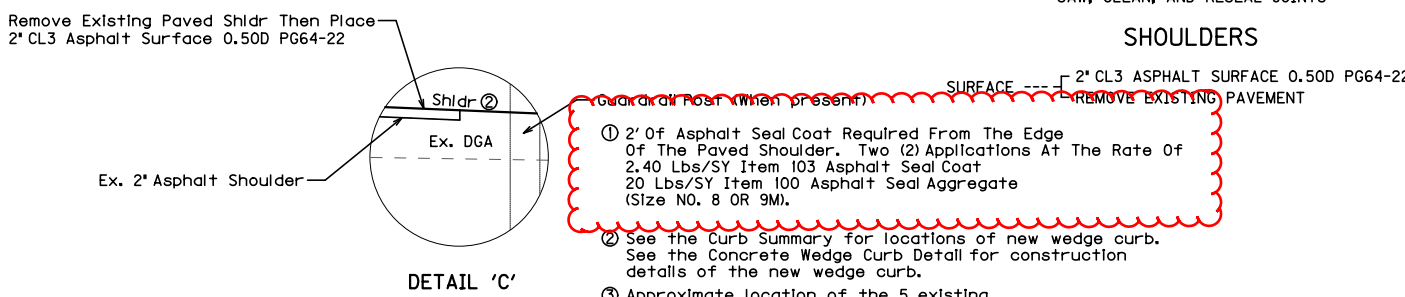 SAW, CLEAN, AND RESEAL JOINTS
Remove Existing Paved Shldr Then Place
2" CL3 Asphalt Surface 0.50D PG64-22
SHOULDERS
SURFACE ---- 2" CL3 ASPHALT SURFACE 0.50D PG64-22
REMOVE EXISTING PAVEMENT
Shldr ②
Guardrail Post (When present)
Ex. DGA
Ex. 2" Asphalt Shoulder
① 2' Of Asphalt Seal Coat Required From The Edge
Of The Paved Shoulder. Two (2) Applications At The Rate Of
2.40 Lbs/SY Item 103 Asphalt Seal Coat
20 Lbs/SY Item 100 Asphalt Seal Aggregate
(Size NO. 8 OR 9M).
② See the Curb Summary for locations of new wedge curb.
See the Concrete Wedge Curb Detail for construction
details of the new wedge curb.
DETAIL 'C'
③ Approximate location of the 5 existing